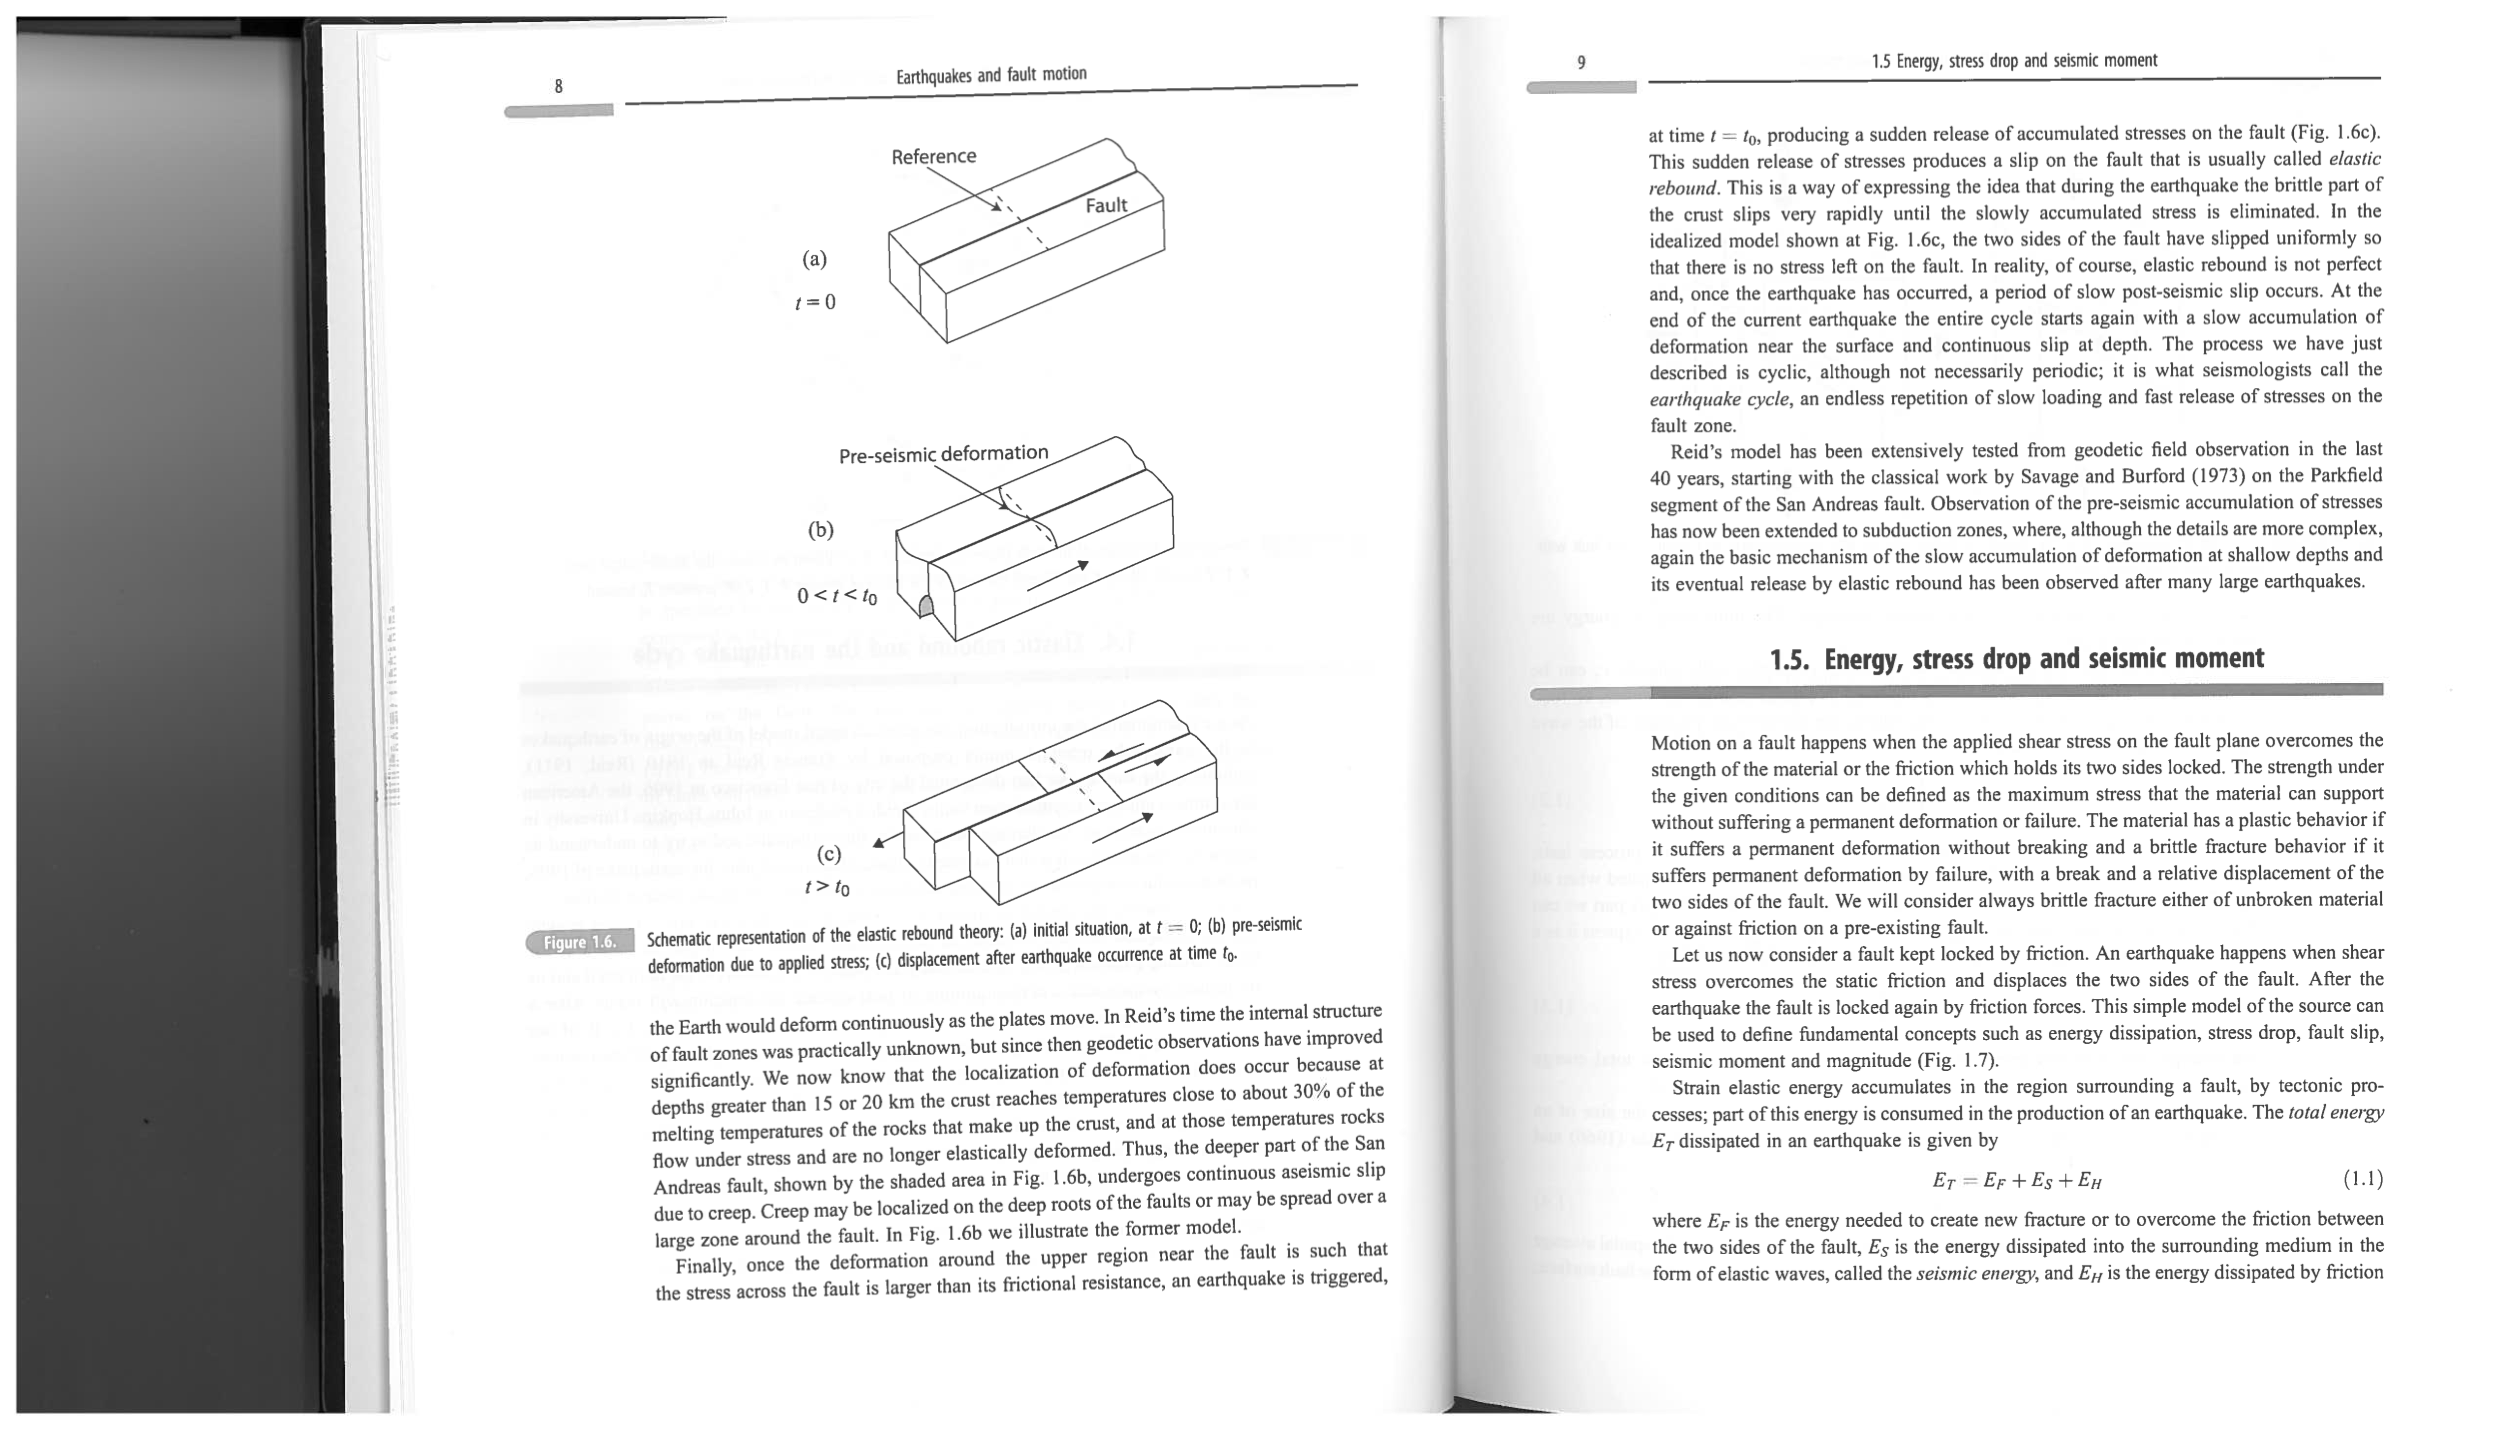 8
Earthquakes and fault motion
Reference
Fault
(a)
t = 0
Pre-seismic deformation
(b)
0 < t < t₀
(c)
t > t₀
Figure 1.6.
Schematic representation of the elastic rebound theory: (a) initial situation, at t = 0; (b) pre-seismic
deformation due to applied stress; (c) displacement after earthquake occurrence at time t₀.
the Earth would deform continuously as the plates move. In Reid's time the internal structure
of fault zones was practically unknown, but since then geodetic observations have improved
significantly. We now know that the localization of deformation does occur because at
depths greater than 15 or 20 km the crust reaches temperatures close to about 30% of the
melting temperatures of the rocks that make up the crust, and at those temperatures rocks
flow under stress and are no longer elastically deformed. Thus, the deeper part of the San
Andreas fault, shown by the shaded area in Fig. 1.6b, undergoes continuous aseismic slip
due to creep. Creep may be localized on the deep roots of the faults or may be spread over a
large zone around the fault. In Fig. 1.6b we illustrate the former model.
Finally, once the deformation around the upper region near the fault is such that
the stress across the fault is larger than its frictional resistance, an earthquake is triggered,
9
1.5 Energy, stress drop and seismic moment
at time t = t₀, producing a sudden release of accumulated stresses on the fault (Fig. 1.6c).
This sudden release of stresses produces a slip on the fault that is usually called elastic
rebound. This is a way of expressing the idea that during the earthquake the brittle part of
the crust slips very rapidly until the slowly accumulated stress is eliminated. In the
idealized model shown at Fig. 1.6c, the two sides of the fault have slipped uniformly so
that there is no stress left on the fault. In reality, of course, elastic rebound is not perfect
and, once the earthquake has occurred, a period of slow post-seismic slip occurs. At the
end of the current earthquake the entire cycle starts again with a slow accumulation of
deformation near the surface and continuous slip at depth. The process we have just
described is cyclic, although not necessarily periodic; it is what seismologists call the
earthquake cycle, an endless repetition of slow loading and fast release of stresses on the
fault zone.
Reid's model has been extensively tested from geodetic field observation in the last
40 years, starting with the classical work by Savage and Burford (1973) on the Parkfield
segment of the San Andreas fault. Observation of the pre-seismic accumulation of stresses
has now been extended to subduction zones, where, although the details are more complex,
again the basic mechanism of the slow accumulation of deformation at shallow depths and
its eventual release by elastic rebound has been observed after many large earthquakes.
1.5. Energy, stress drop and seismic moment
Motion on a fault happens when the applied shear stress on the fault plane overcomes the
strength of the material or the friction which holds its two sides locked. The strength under
the given conditions can be defined as the maximum stress that the material can support
without suffering a permanent deformation or failure. The material has a plastic behavior if
it suffers a permanent deformation without breaking and a brittle fracture behavior if it
suffers permanent deformation by failure, with a break and a relative displacement of the
two sides of the fault. We will consider always brittle fracture either of unbroken material
or against friction on a pre-existing fault.
Let us now consider a fault kept locked by friction. An earthquake happens when shear
stress overcomes the static friction and displaces the two sides of the fault. After the
earthquake the fault is locked again by friction forces. This simple model of the source can
be used to define fundamental concepts such as energy dissipation, stress drop, fault slip,
seismic moment and magnitude (Fig. 1.7).
Strain elastic energy accumulates in the region surrounding a fault, by tectonic pro-
cesses; part of this energy is consumed in the production of an earthquake. The total energy
E_T dissipated in an earthquake is given by
E_T = E_F + E_S + E_H (1.1)
where E_F is the energy needed to create new fracture or to overcome the friction between
the two sides of the fault, E_S is the energy dissipated into the surrounding medium in the
form of elastic waves, called the seismic energy, and E_H is the energy dissipated by friction